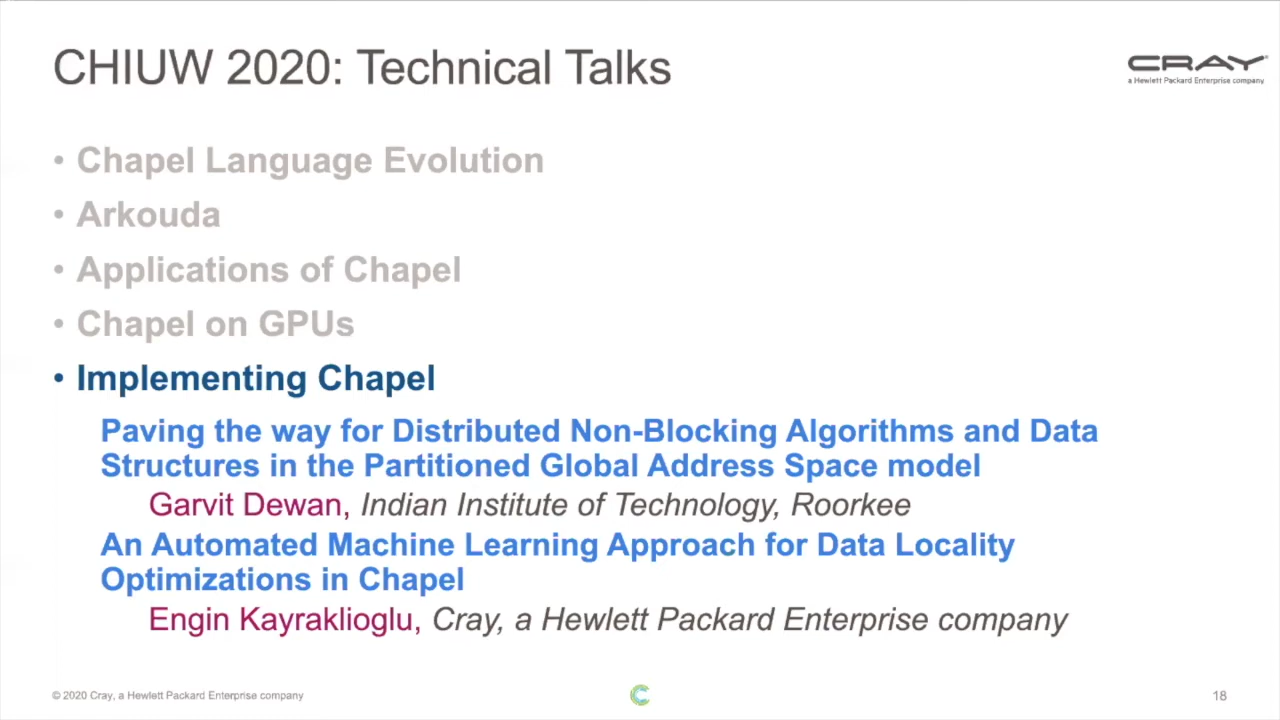 CHIUW 2020: Technical Talks
CRAY
a Hewlett Packard Enterprise company
• Chapel Language Evolution
• Arkouda
• Applications of Chapel
• Chapel on GPUs
• Implementing Chapel
Paving the way for Distributed Non-Blocking Algorithms and Data
Structures in the Partitioned Global Address Space model
Garvit Dewan, Indian Institute of Technology, Roorkee
An Automated Machine Learning Approach for Data Locality
Optimizations in Chapel
Engin Kayraklioglu, Cray, a Hewlett Packard Enterprise company
© 2020 Cray, a Hewlett Packard Enterprise company
18